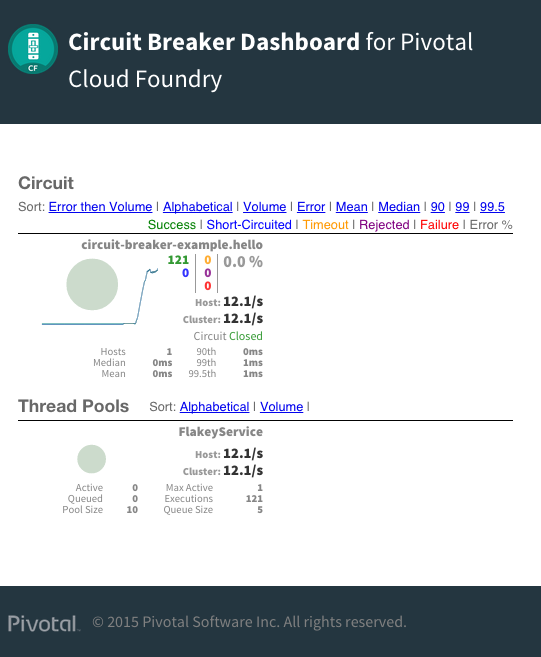 CF
Circuit Breaker Dashboard for Pivotal
Cloud Foundry
Circuit
Sort: Error then Volume | Alphabetical | Volume | Error | Mean | Median | 90 | 99 | 99.5
Success | Short-Circuited | Timeout | Rejected | Failure | Error %
circuit-breaker-example.hello
121 0 0.0 %
0 0
0
Host: 12.1/s
Cluster: 12.1/s
Circuit Closed
Hosts 1 90th 0ms
Median 0ms 99th 1ms
Mean 0ms 99.5th 1ms
Thread Pools Sort: Alphabetical | Volume |
FlakeyService
Host: 12.1/s
Cluster: 12.1/s
Active 0 Max Active 1
Queued 0 Executions 121
Pool Size 10 Queue Size 5
Pivotal © 2015 Pivotal Software Inc. All rights reserved.